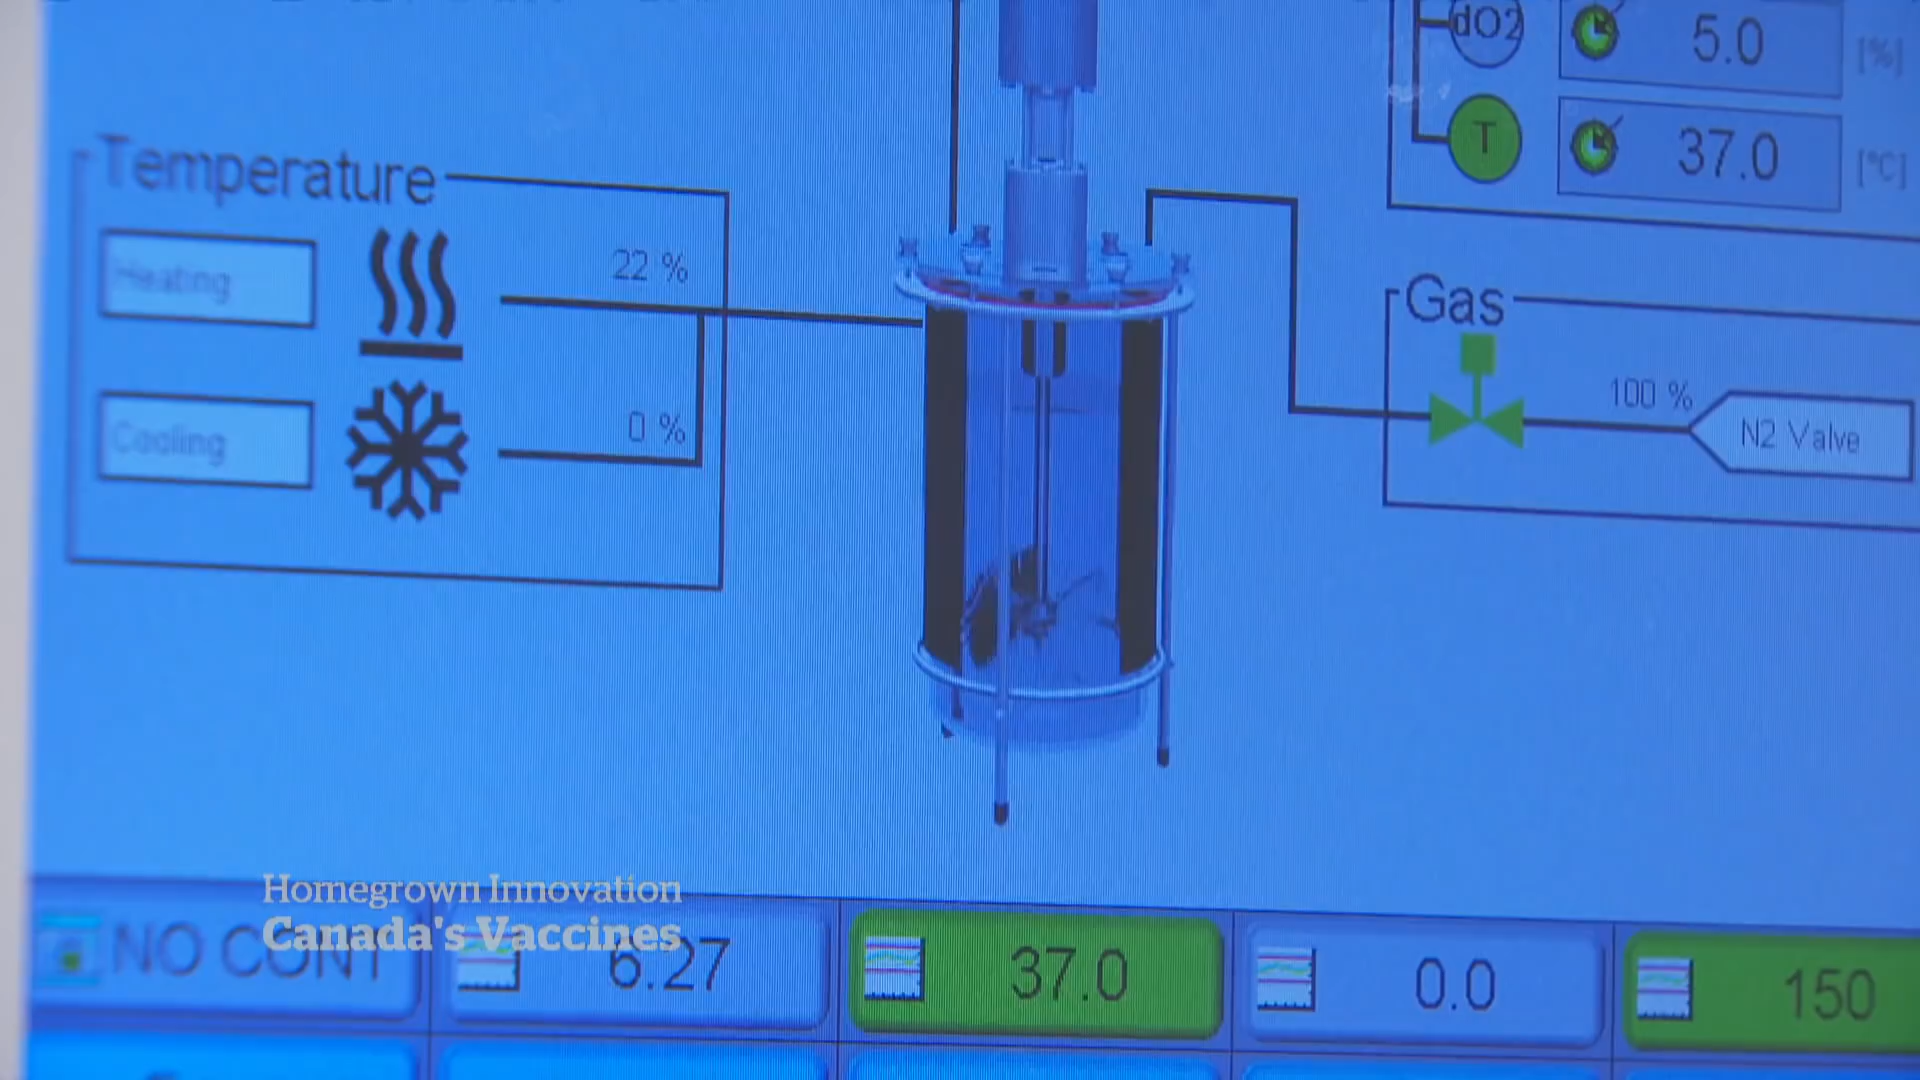 dO2
5.0
[%]
T
37.0
[°C]
Temperature
Heating
22 %
Cooling
0 %
Gas
100 %
N2 Valve
Homegrown Innovation
Canada's Vaccines
NO CONT
6.27
37.0
0.0
150